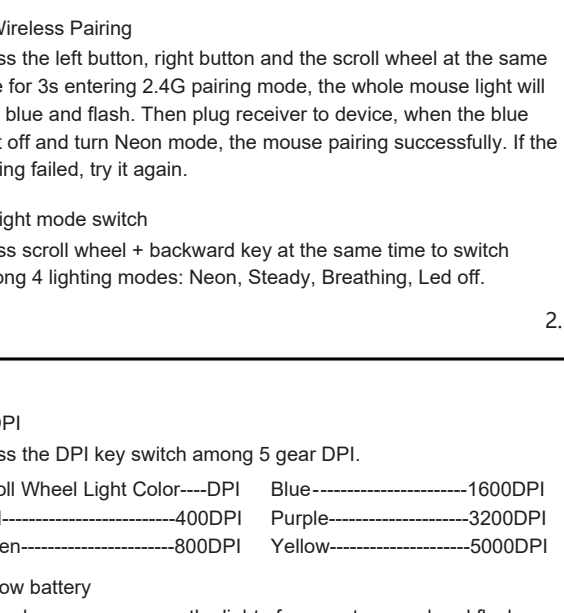 Wireless Pairing
ss the left button, right button and the scroll wheel at the same
e for 3s entering 2.4G pairing mode, the whole mouse light will
blue and flash. Then plug receiver to device, when the blue
t off and turn Neon mode, the mouse pairing successfully. If the
ing failed, try it again.
ight mode switch
ss scroll wheel + backward key at the same time to switch
ong 4 lighting modes: Neon, Steady, Breathing, Led off.
2.
DPI
ss the DPI key switch among 5 gear DPI.
oll Wheel Light Color----DPI Blue-----------------------1600DPI
d--------------------------400DPI Purple---------------------3200DPI
en-----------------------800DPI Yellow---------------------5000DPI
ow battery